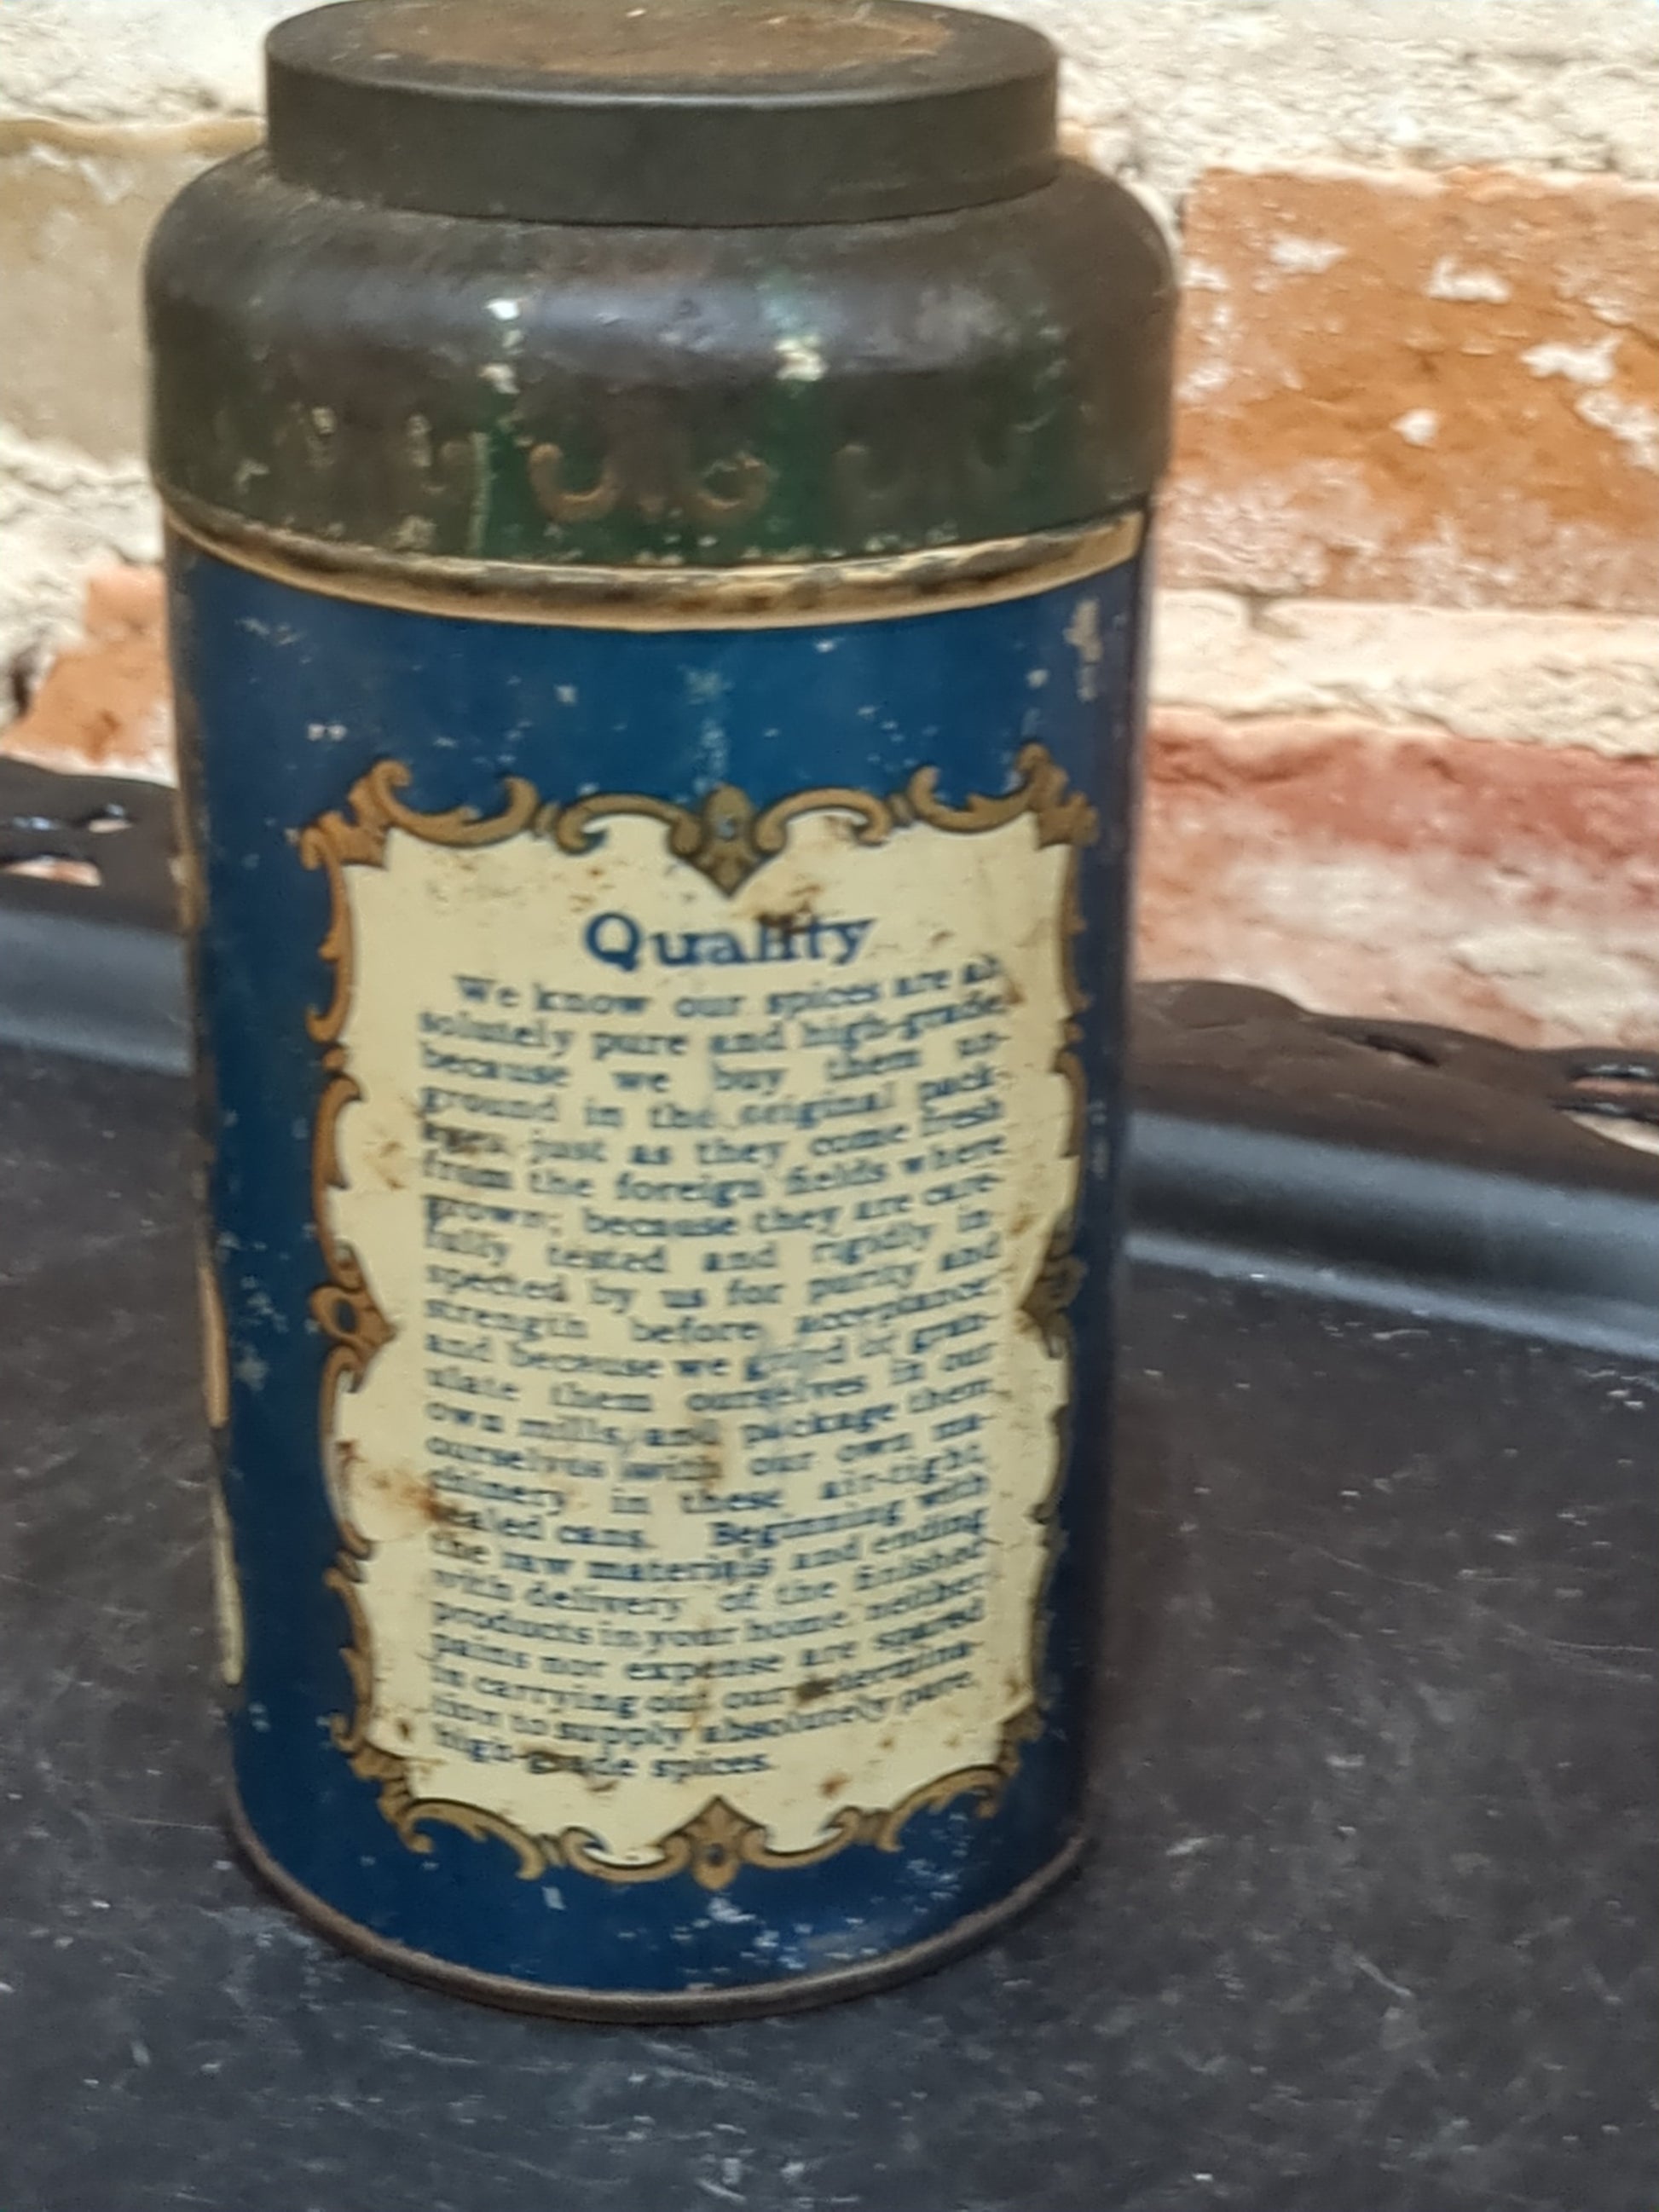 Quality
We know our spices are ab-
solutely pure and high-grade,
because we buy them un-
ground in the original pack-
ages just as they come fresh
from the foreign fields where
grown; because they are care-
fully tested and rigidly in-
spected by us for purity and
strength before acceptance,
and because we grind or gran-
ulate them ourselves in our
own mills, and package them
ourselves with our own ma-
chinery in these air-tight
sealed cans. Beginning with
the raw materials and ending
with delivery of the finished
products in your home, neither
pains nor expense are spared
in carrying out our determina-
tion to supply absolutely pure,
high-grade spices.